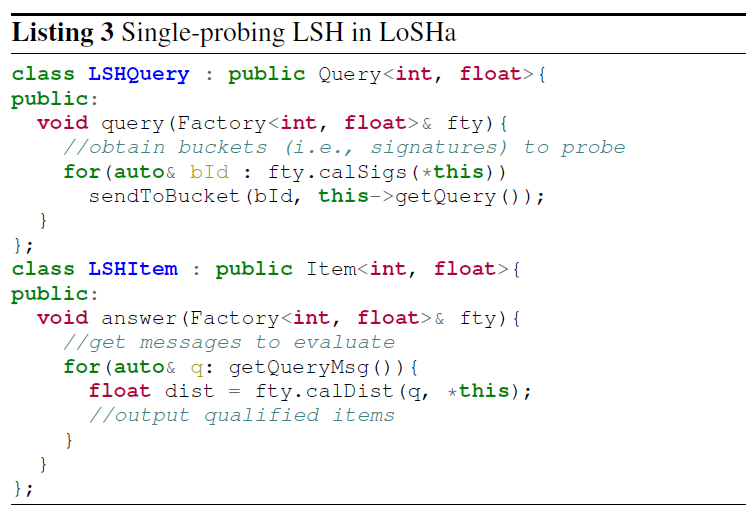 Listing 3 Single-probing LSH in LoSHa
class LSHQuery : public Query<int, float>{
public:
  void query(Factory<int, float>& fty){
    //obtain buckets (i.e., signatures) to probe
    for(auto& bId : fty.calSigs(*this))
      sendToBucket(bId, this->getQuery());
  }
};
class LSHItem : public Item<int, float>{
public:
  void answer(Factory<int, float>& fty){
    //get messages to evaluate
    for(auto& q: getQueryMsg()){
      float dist = fty.calDist(q, *this);
      //output qualified items
    }
  }
};